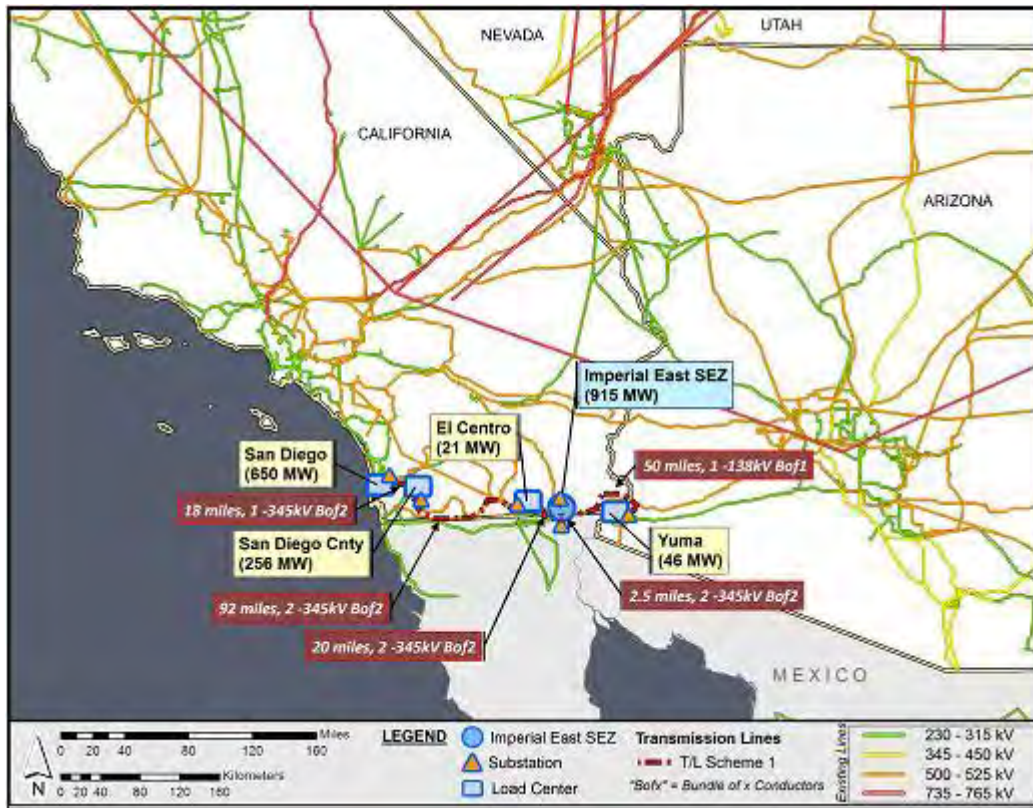 UTAH
NEVADA
CALIFORNIA
ARIZONA
Imperial East SEZ
(915 MW)
El Centro
(21 MW)
San Diego
(650 MW)
50 miles, 1 -138kV Bof1
18 miles, 1 -345kV Bof2
San Diego Cnty
(256 MW)
Yuma
(46 MW)
92 miles, 2 -345kV Bof2
2.5 miles, 2 -345kV Bof2
20 miles, 2 -345kV Bof2
MEXICO
Miles
0 20 40 80 120 160
Kilometers
0 20 40 80 120 160
N
LEGEND
Imperial East SEZ
Substation
Load Center
Transmission Lines
T/L Scheme 1
"Bofx" = Bundle of x Conductors
Existing Lines
230 - 315 kV
345 - 450 kV
500 - 525 kV
735 - 765 kV